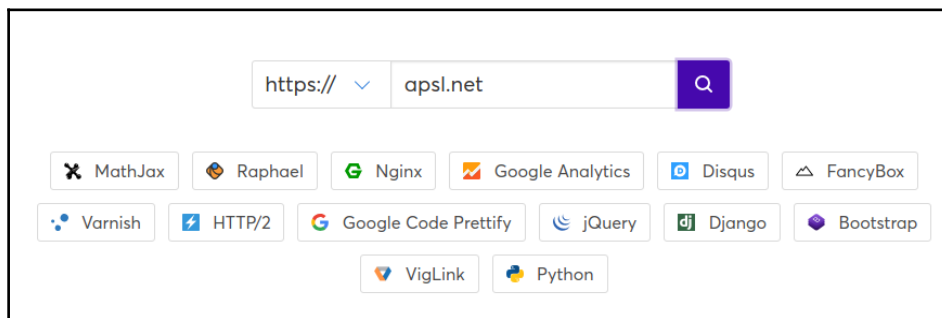 https:// apsl.net
MathJax Raphael Nginx Google Analytics Disqus FancyBox
Varnish HTTP/2 Google Code Prettify jQuery Django Bootstrap
VigLink Python